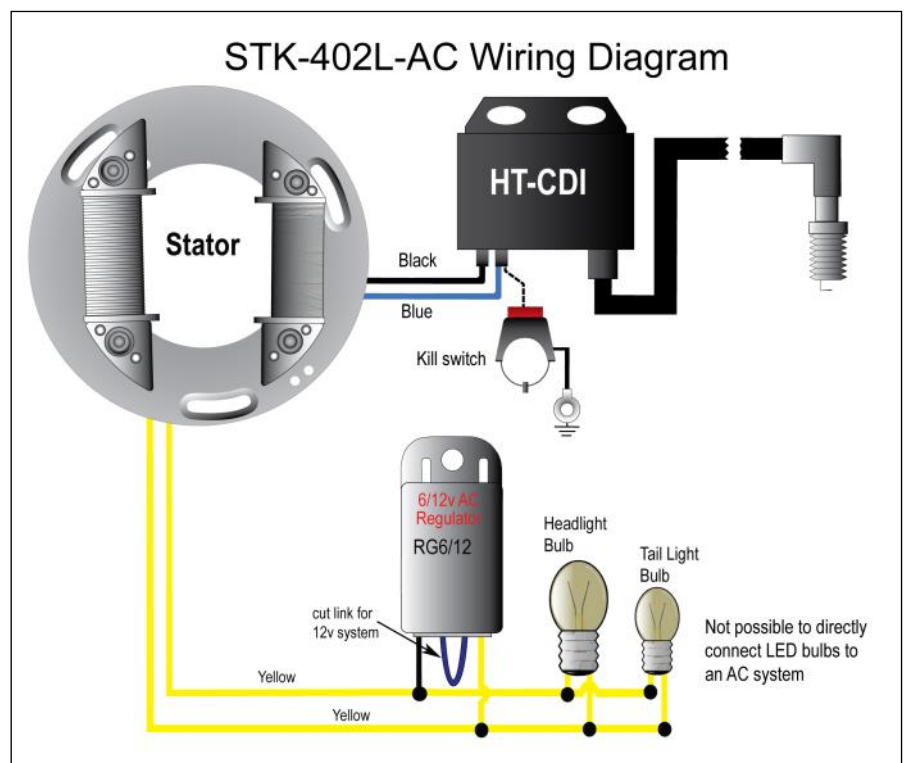 STK-402L-AC Wiring Diagram
HT-CDI
Stator
Black
Blue
Kill switch
6/12v AC
Regulator
RG6/12
Headlight
Bulb
Tail Light
Bulb
cut link for
12v system
Not possible to directly
connect LED bulbs to
an AC system
Yellow
Yellow